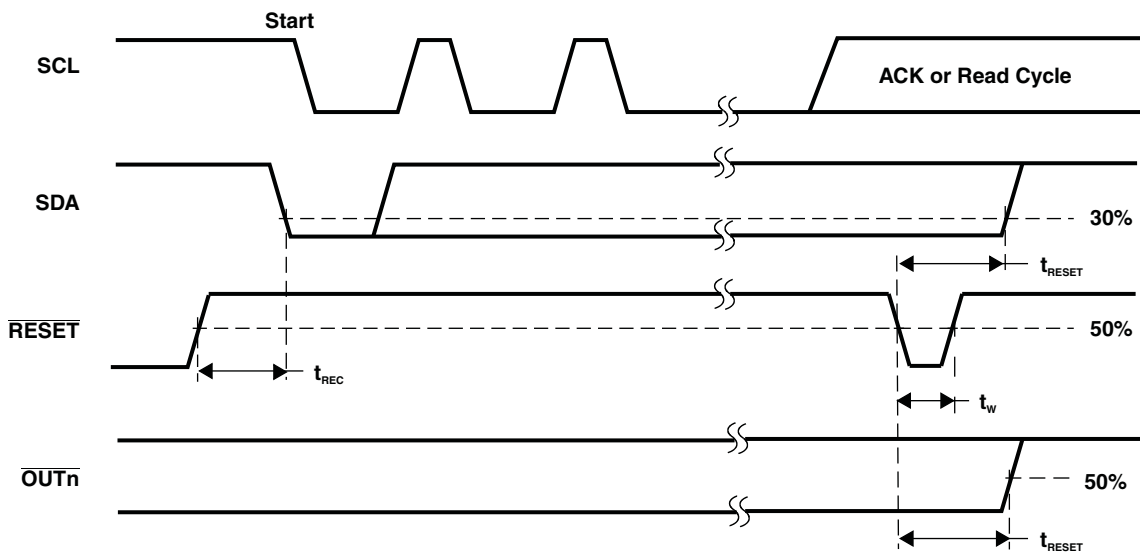 Start
SCL
ACK or Read Cycle
SDA
30%
tRESET
RESET
50%
tREC
tW
OUTn
50%
tRESET